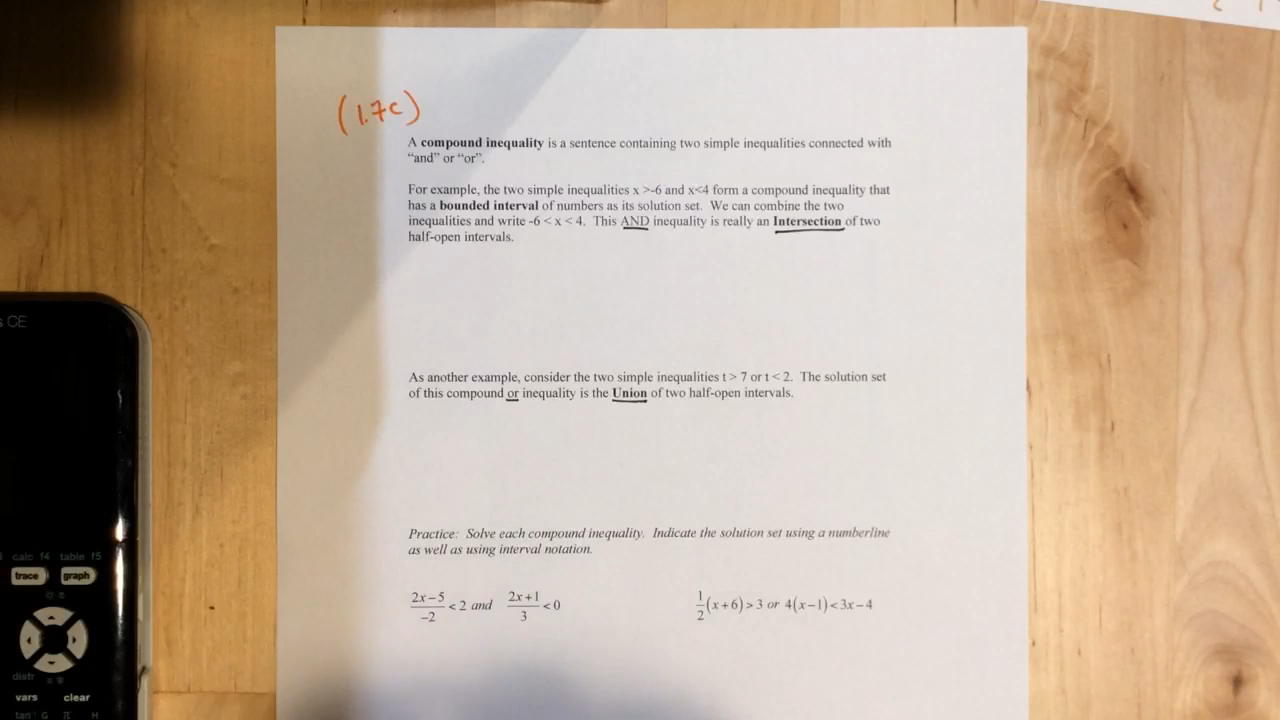 (1.7c)
A compound inequality is a sentence containing two simple inequalities connected with
"and" or "or".
For example, the two simple inequalities x >-6 and x<4 form a compound inequality that
has a bounded interval of numbers as its solution set. We can combine the two
inequalities and write -6 < x < 4. This AND inequality is really an Intersection of two
half-open intervals.
As another example, consider the two simple inequalities t > 7 or t < 2. The solution set
of this compound or inequality is the Union of two half-open intervals.
Practice: Solve each compound inequality. Indicate the solution set using a numberline
as well as using interval notation.
(2x-5)/(-2) < 2 and (2x+1)/3 < 0
1/2(x+6)>3 or 4(x-1)<3x-4
CE
calc f4 table f5
trace graph
distr
vars clear